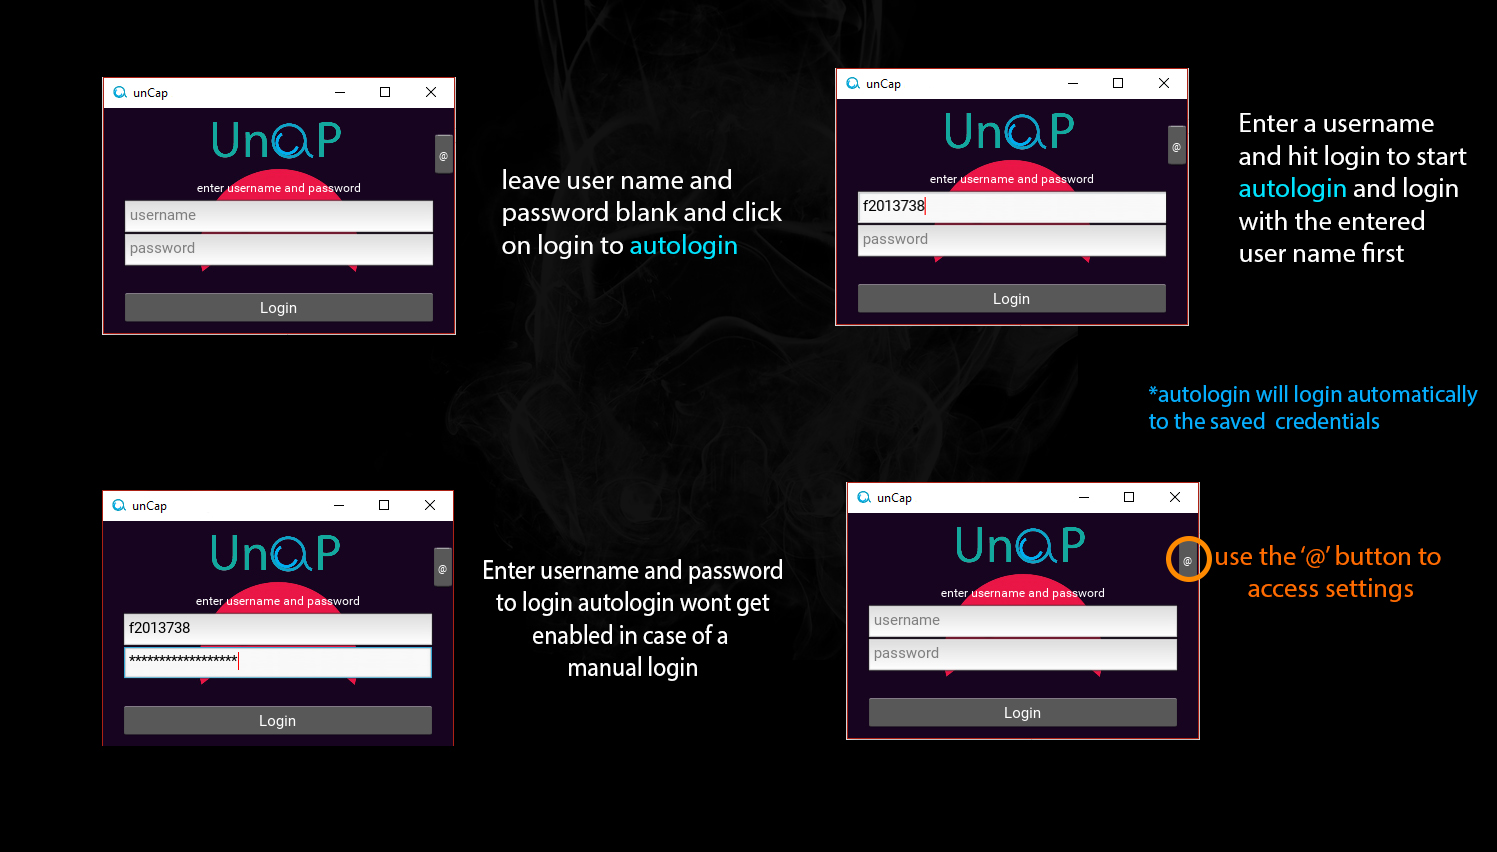 unCap
UnCaP
@
enter username and password
username
password
Login
leave user name and
password blank and click
on login to autologin
unCap
UnCaP
@
enter username and password
f2013738
password
Login
Enter a username
and hit login to start
autologin and login
with the entered
user name first
*autologin will login automatically
to the saved  credentials
unCap
UnCaP
@
enter username and password
f2013738
******************
Login
Enter username and password
to login autologin wont get
enabled in case of a
manual login
unCap
UnCaP
@
enter username and password
username
password
Login
use the ‘@’ button to
access settings